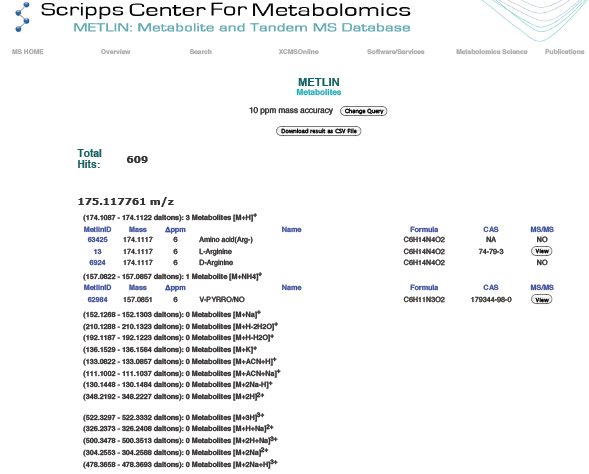 Scripps Center For Metabolomics
METLIN: Metabolite and Tandem MS Database
MS HOME Overview Search XCMSOnline Software/Services Metabolomics Science Publications
METLIN
Metabolites
10 ppm mass accuracy Change Query
Download result as CSV File
Total Hits: 609
175.117761 m/z
(174.1087 - 174.1122 daltons): 3 Metabolites [M+H]+
MetlinID Mass Δppm Name Formula CAS MS/MS
63425 174.1117 6 Amino acid(Arg-) C6H14N4O2 NA NO
13 174.1117 6 L-Arginine C6H14N4O2 74-79-3 View
6924 174.1117 6 D-Arginine C6H14N4O2 NO
(157.0822 - 157.0857 daltons): 1 Metabolite [M+NH4]+
MetlinID Mass Δppm Name Formula CAS MS/MS
62984 157.0851 6 V-PYRRO/NO C6H11N3O2 179344-98-0 View
(152.1268 - 152.1303 daltons): 0 Metabolites [M+Na]+
(210.1288 - 210.1323 daltons): 0 Metabolites [M+H-2H2O]+
(192.1187 - 192.1223 daltons): 0 Metabolites [M+H-H2O]+
(136.1529 - 136.1564 daltons): 0 Metabolites [M+K]+
(133.0822 - 133.0857 daltons): 0 Metabolites [M+ACN+H]+
(111.1002 - 111.1037 daltons): 0 Metabolites [M+ACN+Na]+
(130.1448 - 130.1484 daltons): 0 Metabolites [M+2Na-H]+
(348.2192 - 348.2227 daltons): 0 Metabolites [M+2H]2+
(522.3297 - 522.3332 daltons): 0 Metabolites [M+3H]3+
(326.2373 - 326.2408 daltons): 0 Metabolites [M+H+Na]2+
(500.3478 - 500.3513 daltons): 0 Metabolites [M+2H+Na]3+
(304.2553 - 304.2588 daltons): 0 Metabolites [M+2Na]2+
(478.3658 - 478.3693 daltons): 0 Metabolites [M+2Na+H]3+